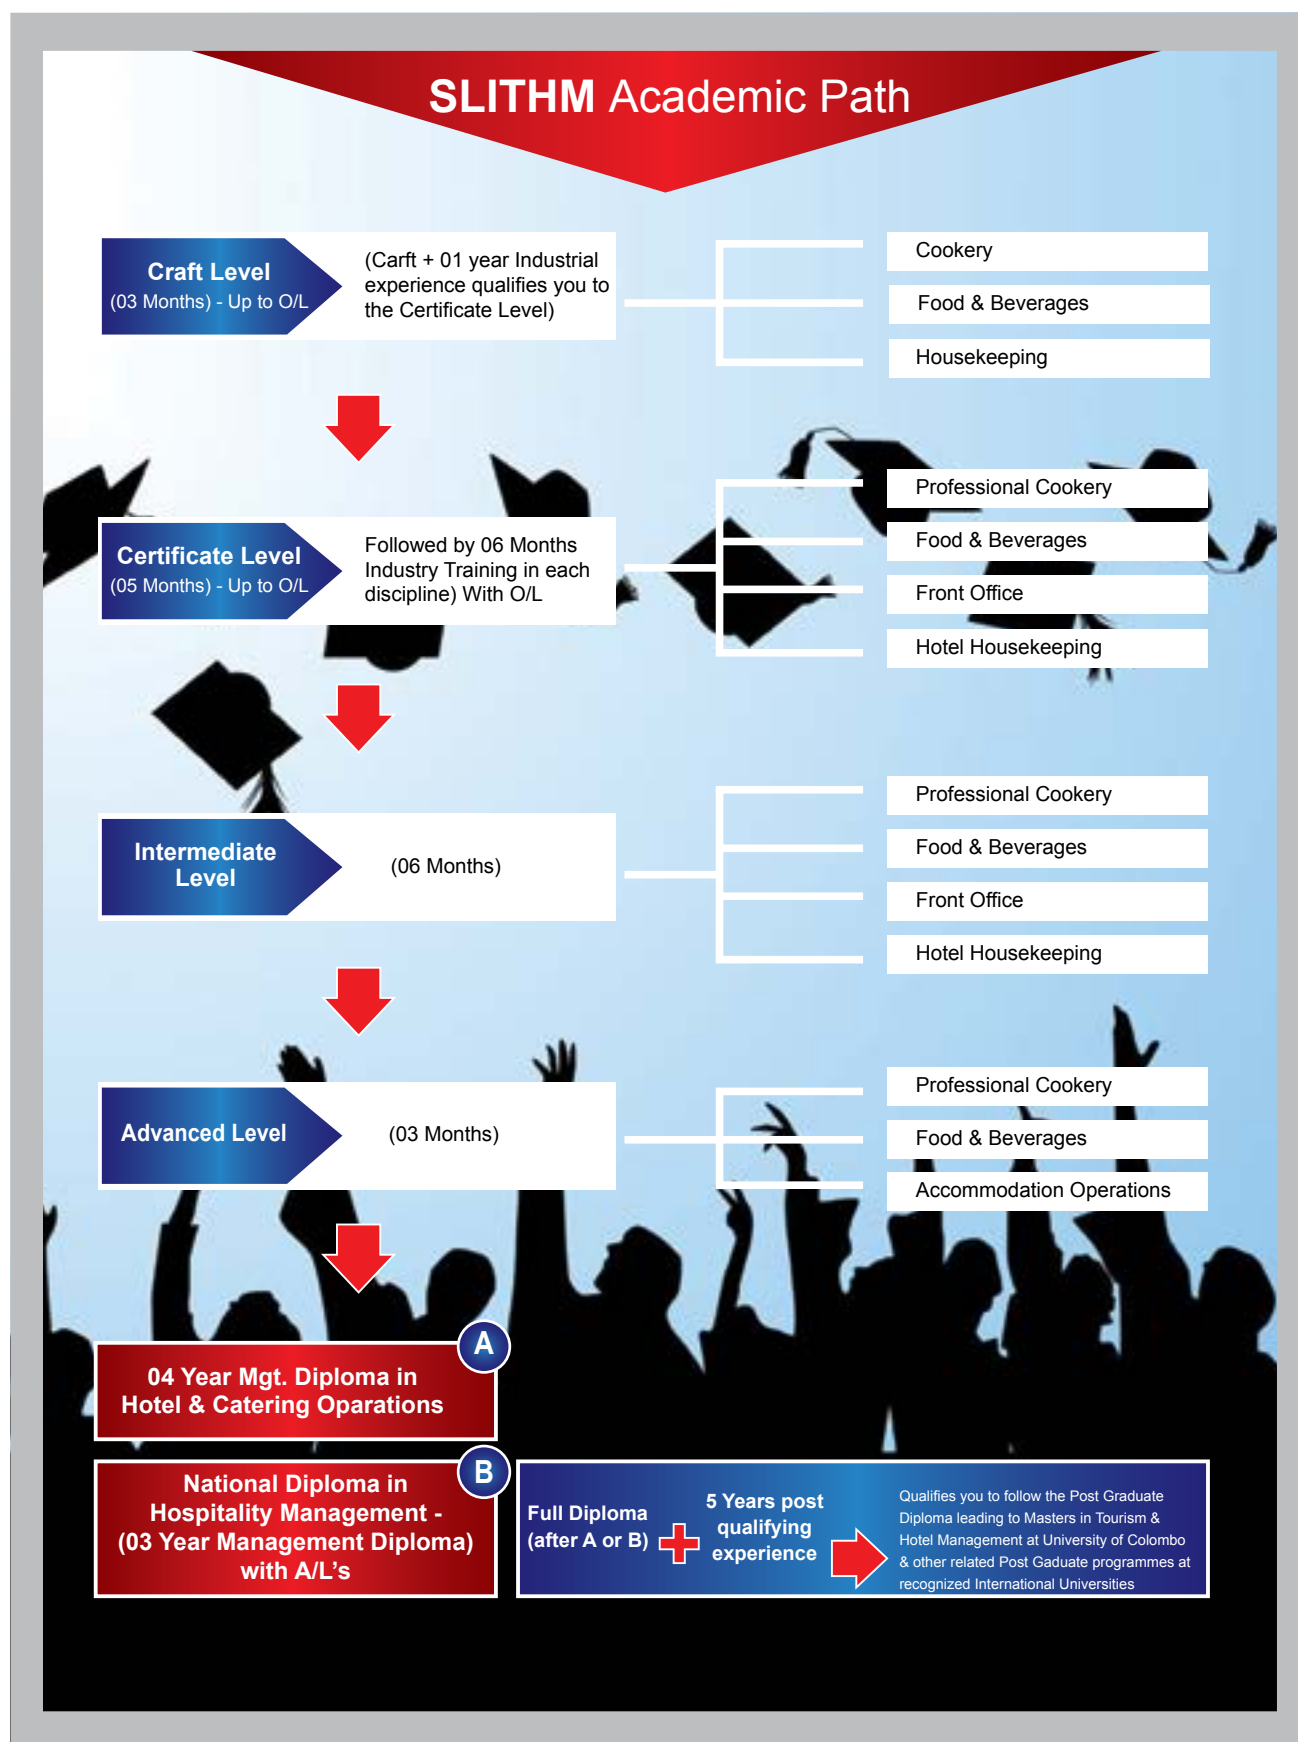 SLITHM Academic Path
Craft Level
(03 Months) - Up to O/L
(Carft + 01 year Industrial
experience qualifies you to
the Certificate Level)
Cookery
Food & Beverages
Housekeeping
Certificate Level
(05 Months) - Up to O/L
Followed by 06 Months
Industry Training in each
discipline) With O/L
Professional Cookery
Food & Beverages
Front Office
Hotel Housekeeping
Intermediate
Level
(06 Months)
Professional Cookery
Food & Beverages
Front Office
Hotel Housekeeping
Advanced Level
(03 Months)
Professional Cookery
Food & Beverages
Accommodation Operations
A
04 Year Mgt. Diploma in
Hotel & Catering Oparations
B
National Diploma in
Hospitality Management -
(03 Year Management Diploma)
with A/L's
Full Diploma
(after A or B)
5 Years post
qualifying
experience
Qualifies you to follow the Post Graduate
Diploma leading to Masters in Tourism &
Hotel Management at University of Colombo
& other related Post Gaduate programmes at
recognized International Universities